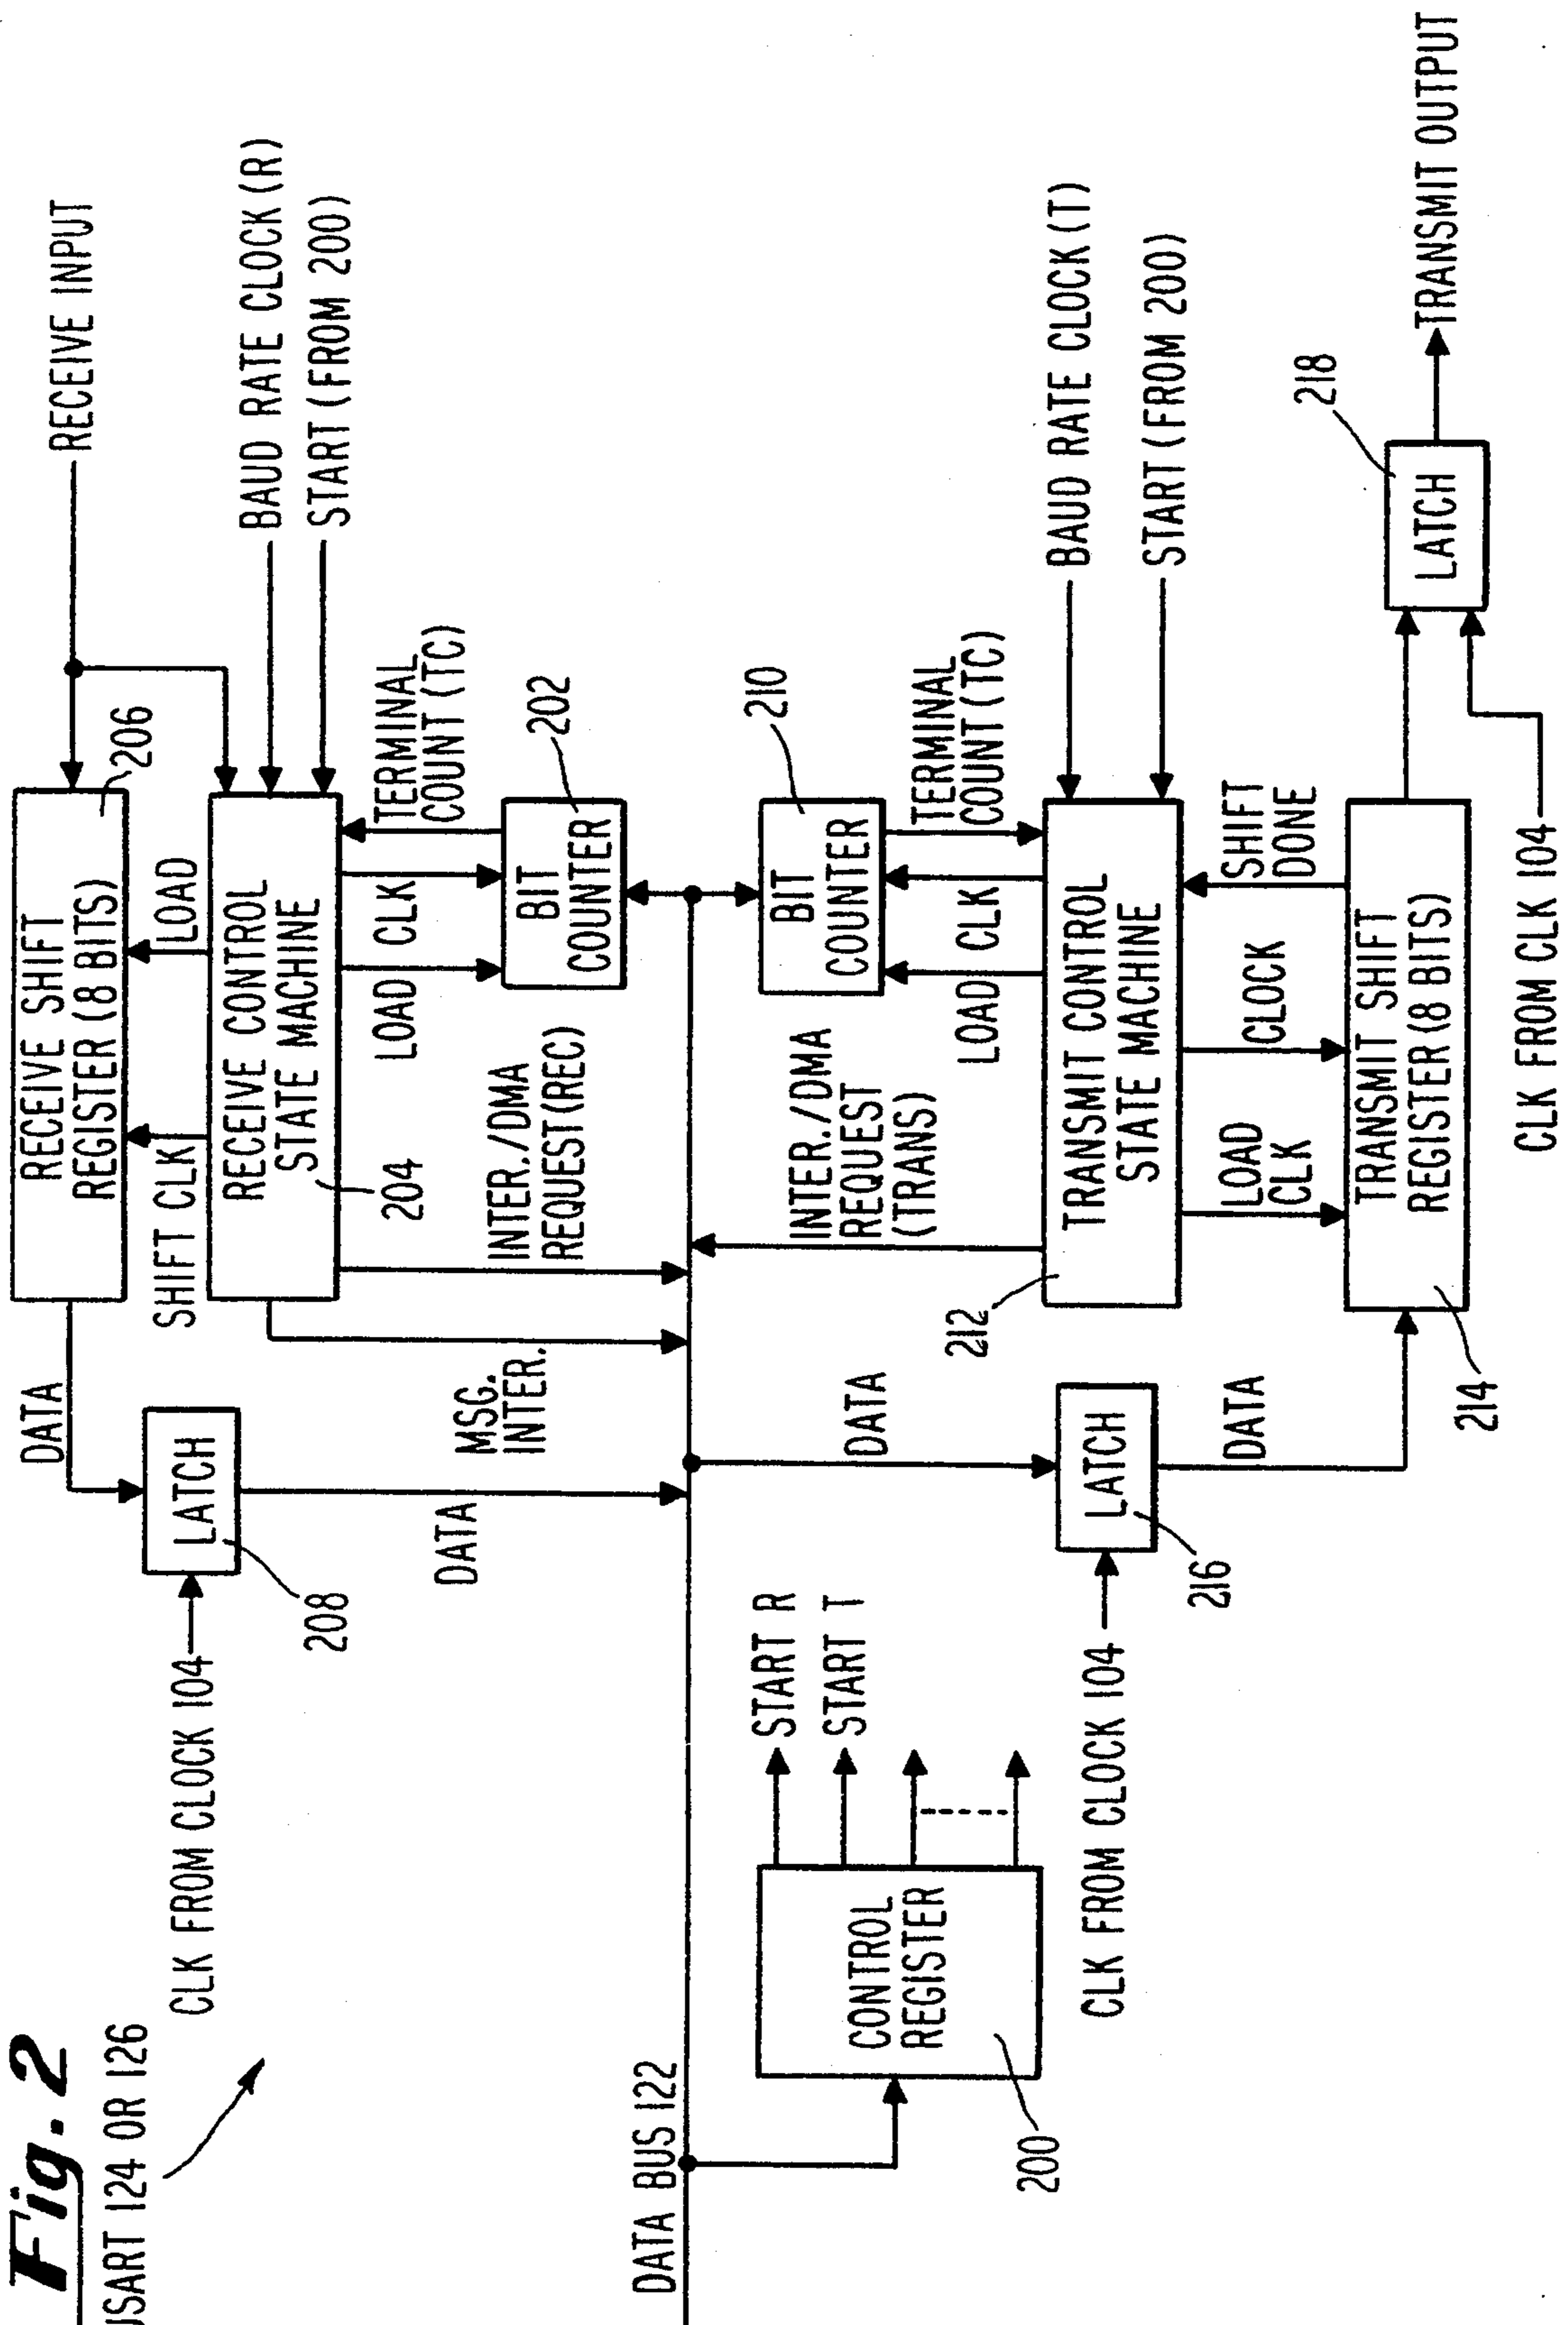 Fig. 2
USART 124 OR 126
RECEIVE INPUT
RECEIVE SHIFT
REGISTER (8 BITS)
206
DATA
SHIFT CLK
LOAD
BAUD RATE CLOCK (R)
START (FROM 200)
RECEIVE CONTROL
STATE MACHINE
204
LATCH
208
CLK FROM CLOCK 104
TERMINAL
COUNT (TC)
CLK
LOAD
202
BIT
COUNTER
INTER./DMA
REQUEST (REC)
MSG.
INTER.
DATA
DATA BUS 122
210
BIT
COUNTER
TERMINAL
COUNT (TC)
CLK
LOAD
INTER./DMA
REQUEST
(TRANS)
DATA
START R
START T
CONTROL
REGISTER
200
BAUD RATE CLOCK (T)
START (FROM 200)
TRANSMIT CONTROL
STATE MACHINE
212
LATCH
216
CLK FROM CLOCK 104
DATA
SHIFT
DONE
CLOCK
LOAD
CLK
TRANSMIT SHIFT
REGISTER (8 BITS)
214
218
LATCH
TRANSMIT OUTPUT
CLK FROM CLK 104